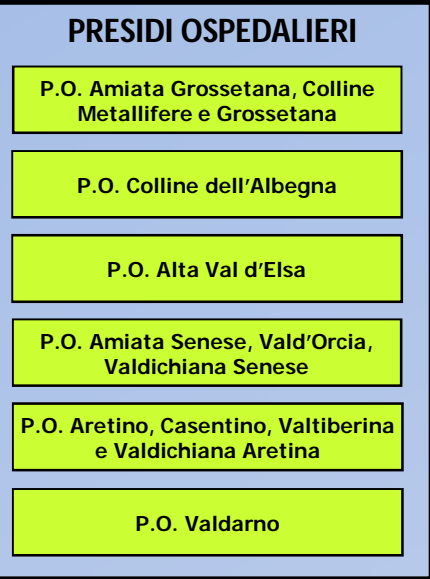 PRESIDI OSPEDALIERI
P.O. Amiata Grossetana, Colline
Metallifere e Grossetana
P.O. Colline dell'Albegna
P.O. Alta Val d'Elsa
P.O. Amiata Senese, Vald'Orcia,
Valdichiana Senese
P.O. Aretino, Casentino, Valtiberina
e Valdichiana Aretina
P.O. Valdarno